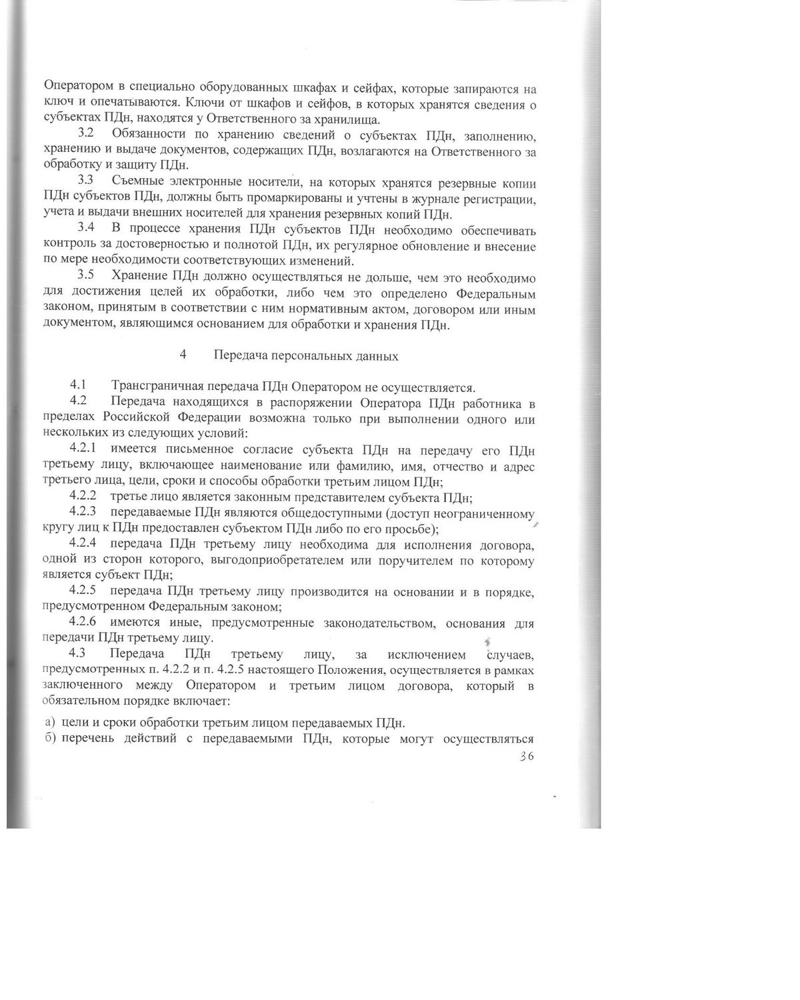 Оператором в специально оборудованных шкафах и сейфах, которые запираются на
ключ и опечатываются. Ключи от шкафов и сейфов, в которых хранятся сведения о
субъектах ПДн, находятся у Ответственного за хранилища.
3.2 Обязанности по хранению сведений о субъектах ПДн, заполнению,
хранению и выдаче документов, содержащих ПДн, возлагаются на Ответственного за
обработку и защиту ПДн.
3.3 Съемные электронные носители, на которых хранятся резервные копии
ПДн субъектов ПДн, должны быть промаркированы и учтены в журнале регистрации,
учета и выдачи внешних носителей для хранения резервных копий ПДн.
3.4 В процессе хранения ПДн субъектов ПДн необходимо обеспечивать
контроль за достоверностью и полнотой ПДн, их регулярное обновление и внесение
по мере необходимости соответствующих изменений.
3.5 Хранение ПДн должно осуществляться не дольше, чем это необходимо
для достижения целей их обработки, либо чем это определено Федеральным
законом, принятым в соответствии с ним нормативным актом, договором или иным
документом, являющимся основанием для обработки и хранения ПДн.
4 Передача персональных данных
4.1 Трансграничная передача ПДн Оператором не осуществляется.
4.2 Передача находящихся в распоряжении Оператора ПДн работника в
пределах Российской Федерации возможна только при выполнении одного или
нескольких из следующих условий:
4.2.1 имеется письменное согласие субъекта ПДн на передачу его ПДн
третьему лицу, включающее наименование или фамилию, имя, отчество и адрес
третьего лица, цели, сроки и способы обработки третьим лицом ПДн;
4.2.2 третье лицо является законным представителем субъекта ПДн;
4.2.3 передаваемые ПДн являются общедоступными (доступ неограниченному
кругу лиц к ПДн предоставлен субъектом ПДн либо по его просьбе);
4.2.4 передача ПДн третьему лицу необходима для исполнения договора,
одной из сторон которого, выгодоприобретателем или поручителем по которому
является субъект ПДн;
4.2.5 передача ПДн третьему лицу производится на основании и в порядке,
предусмотренном Федеральным законом;
4.2.6 имеются иные, предусмотренные законодательством, основания для
передачи ПДн третьему лицу.
4.3 Передача ПДн третьему лицу, за исключением случаев,
предусмотренных п. 4.2.2 и п. 4.2.5 настоящего Положения, осуществляется в рамках
заключенного между Оператором и третьим лицом договора, который в
обязательном порядке включает:
а) цели и сроки обработки третьим лицом передаваемых ПДн.
б) перечень действий с передаваемыми ПДн, которые могут осуществляться
36